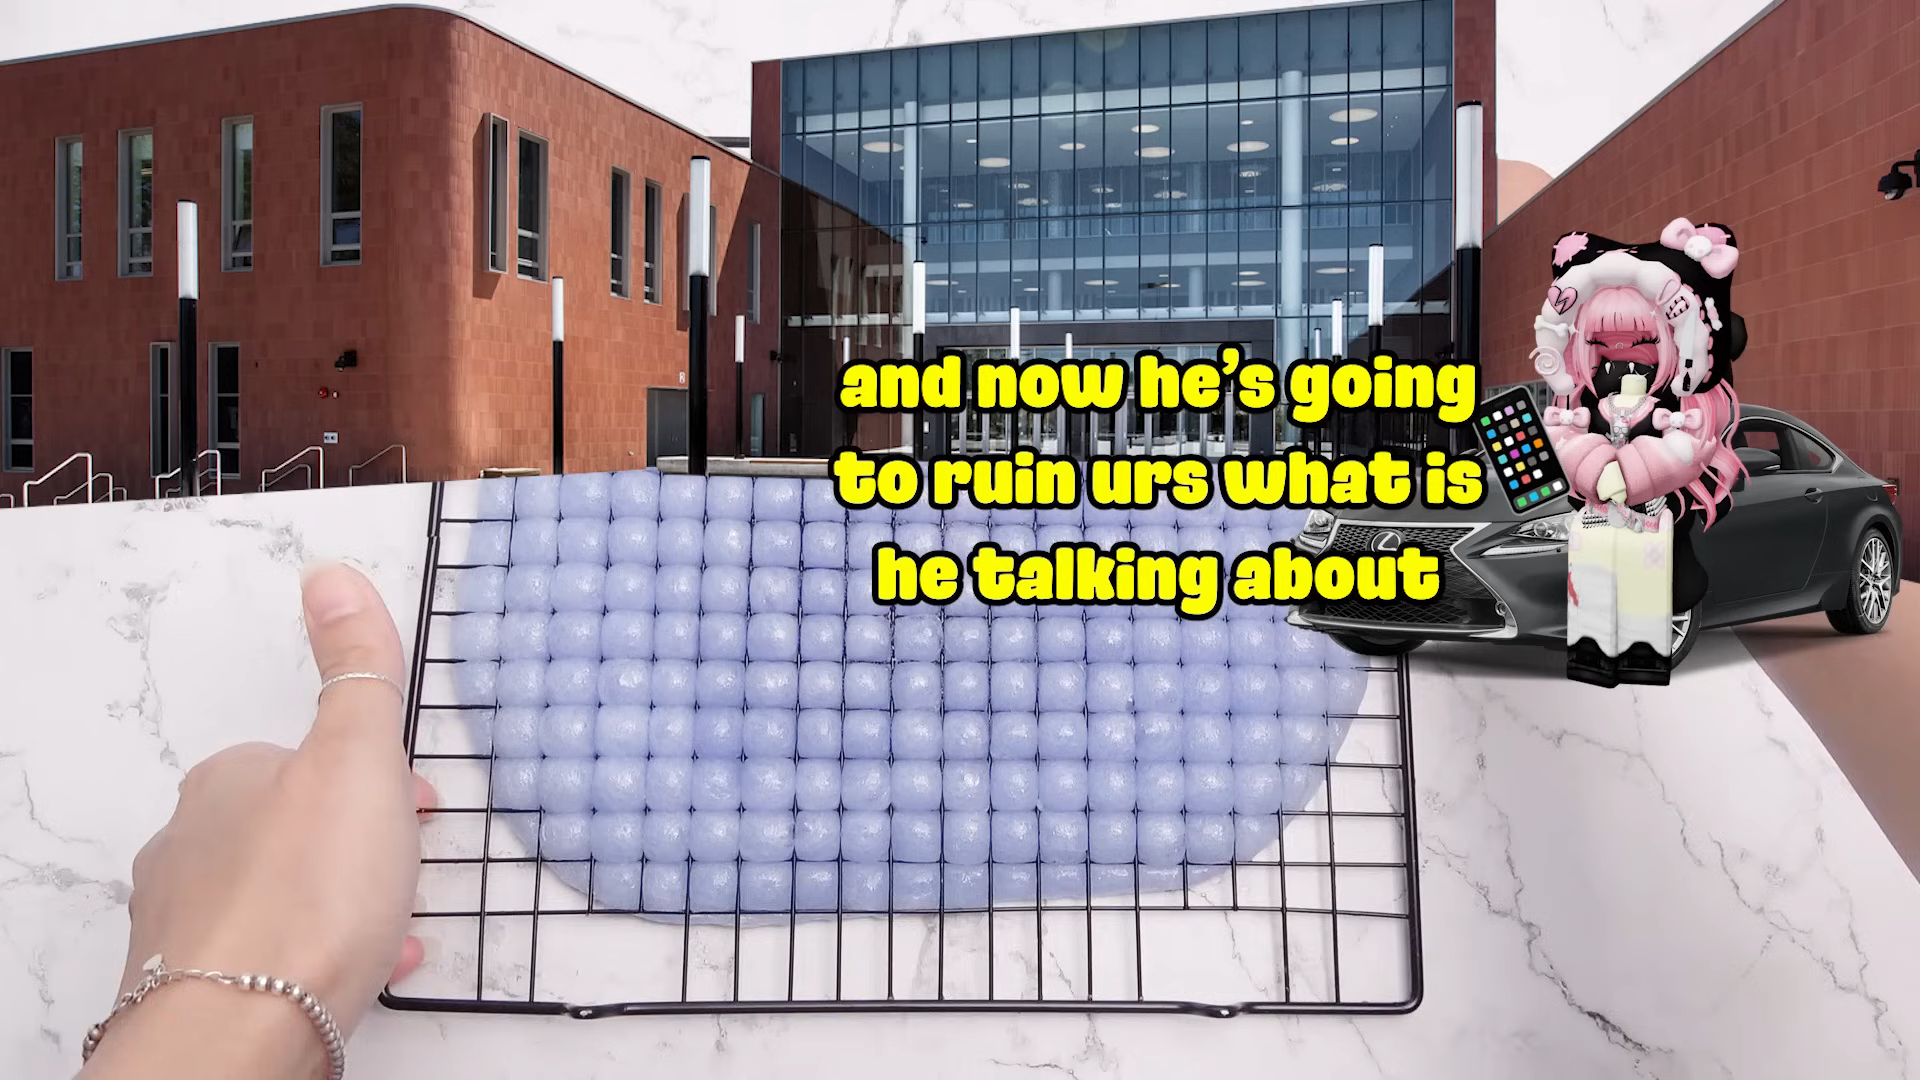 and now he's going
to ruin urs what is
he talking about